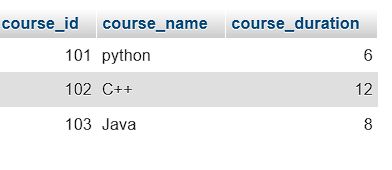 course_id course_name course_duration
101 python 6
102 C++ 12
103 Java 8